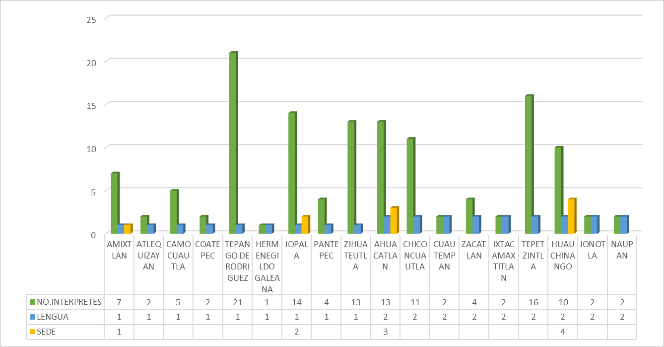 25
20
15
10
5
0
AMIXT LAN ATLEQ UIZAY AN CAMO CUAU TLA COATE PEC TEPAN GO DE RODRI GUEZ HERM ENEGI LDO GALEA NA JOPAL A PANTE PEC ZIHUA TEUTL A AHUA CATLAN CHICO NCUA UTLA CUAU TEMP AN ZACAT LAN IXTAC AMAX TITLAN TEPET ZINTLA HUAU CHINA NGO JONOT LA NAUP AN
NO.INTERPRETES 7 2 5 2 21 1 14 4 13 13 11 2 4 2 16 10 2 2
LENGUA 1 1 1 1 1 1 1 1 1 2 2 2 2 2 2 2 2 2
SEDE 1 2 3 4